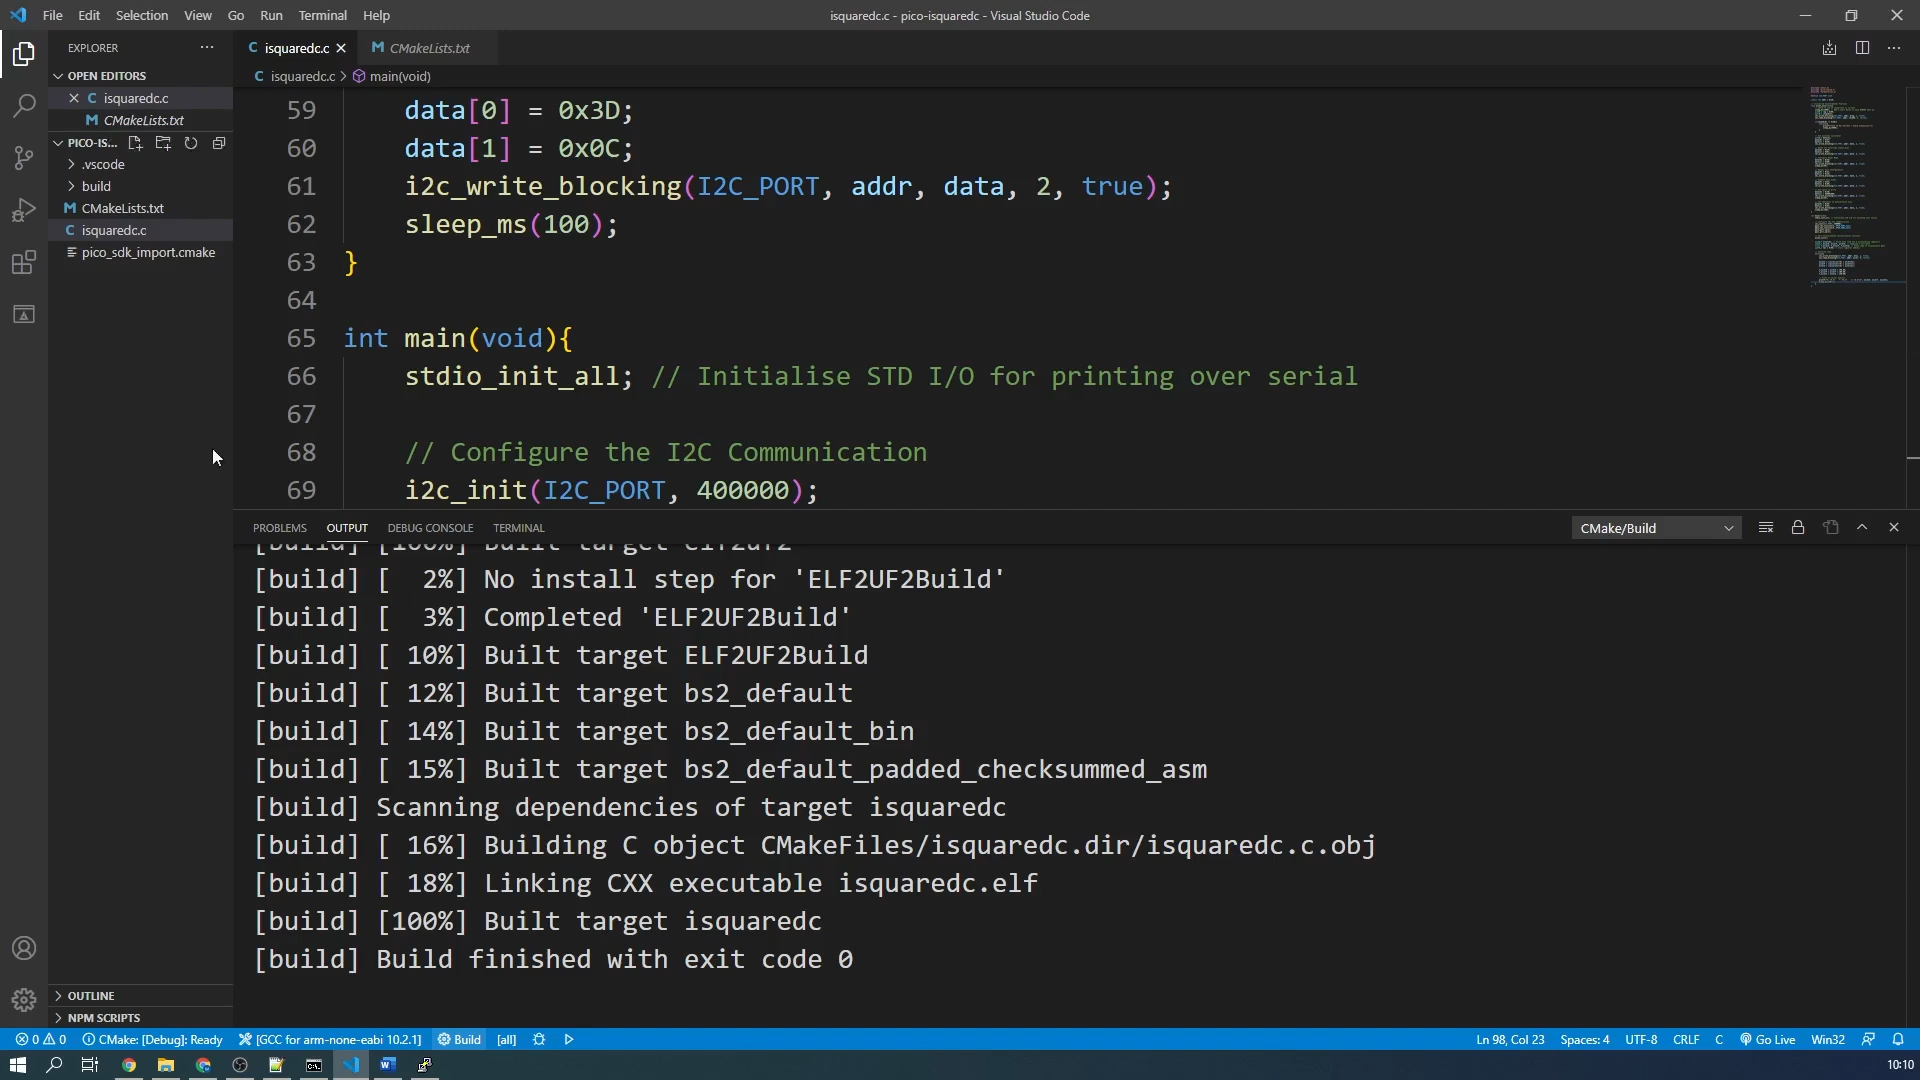 File Edit Selection View Go Run Terminal Help
isquaredc.c - pico-isquaredc - Visual Studio Code
EXPLORER
OPEN EDITORS
isquaredc.c
CMakeLists.txt
PICO-IS...
.vscode
build
CMakeLists.txt
isquaredc.c
pico_sdk_import.cmake
OUTLINE
NPM SCRIPTS
isquaredc.c CMakeLists.txt
isquaredc.c > main(void)
59 data[0] = 0x3D;
60 data[1] = 0x0C;
61 i2c_write_blocking(I2C_PORT, addr, data, 2, true);
62 sleep_ms(100);
63 }
64
65 int main(void){
66 stdio_init_all; // Initialise STD I/O for printing over serial
67
68 // Configure the I2C Communication
69 i2c_init(I2C_PORT, 400000);
PROBLEMS OUTPUT DEBUG CONSOLE TERMINAL
CMake/Build
[build] [100%] Built target elf2uf2
[build] [  2%] No install step for 'ELF2UF2Build'
[build] [  3%] Completed 'ELF2UF2Build'
[build] [ 10%] Built target ELF2UF2Build
[build] [ 12%] Built target bs2_default
[build] [ 14%] Built target bs2_default_bin
[build] [ 15%] Built target bs2_default_padded_checksummed_asm
[build] Scanning dependencies of target isquaredc
[build] [ 16%] Building C object CMakeFiles/isquaredc.dir/isquaredc.c.obj
[build] [ 18%] Linking CXX executable isquaredc.elf
[build] [100%] Built target isquaredc
[build] Build finished with exit code 0
0 0 CMake: [Debug]: Ready [GCC for arm-none-eabi 10.2.1] Build [all]
Ln 98, Col 23 Spaces: 4 UTF-8 CRLF C Go Live Win32
10:10